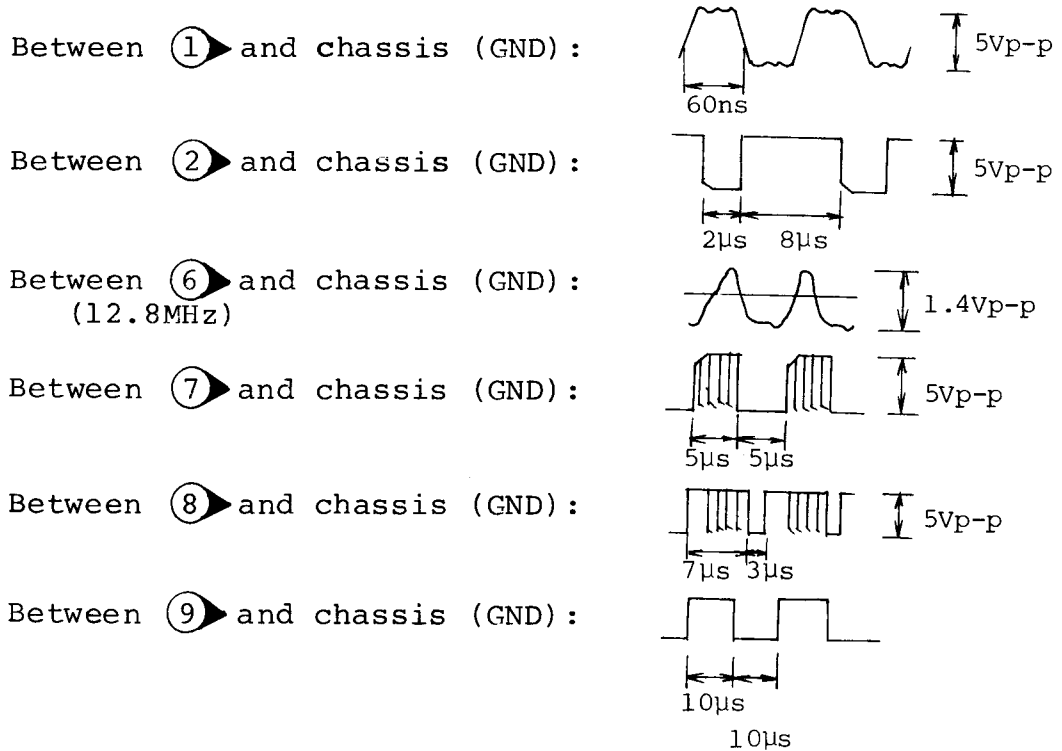 Between 1 and chassis (GND): 5Vp-p
60ns
Between 2 and chassis (GND): 5Vp-p
2µs 8µs
Between 6 and chassis (GND): 1.4Vp-p
(12.8MHz)
Between 7 and chassis (GND): 5Vp-p
5µs 5µs
Between 8 and chassis (GND): 5Vp-p
7µs 3µs
Between 9 and chassis (GND):
10µs
10µs